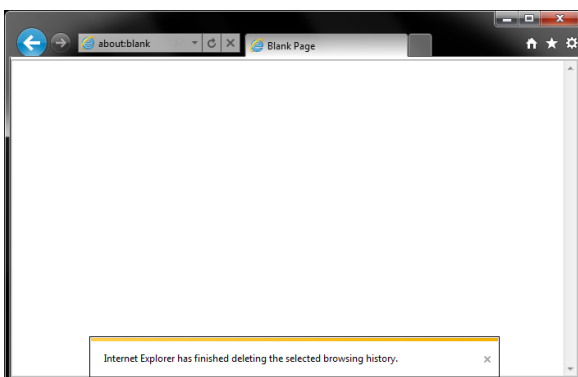 about:blank
Blank Page
Internet Explorer has finished deleting the selected browsing history.